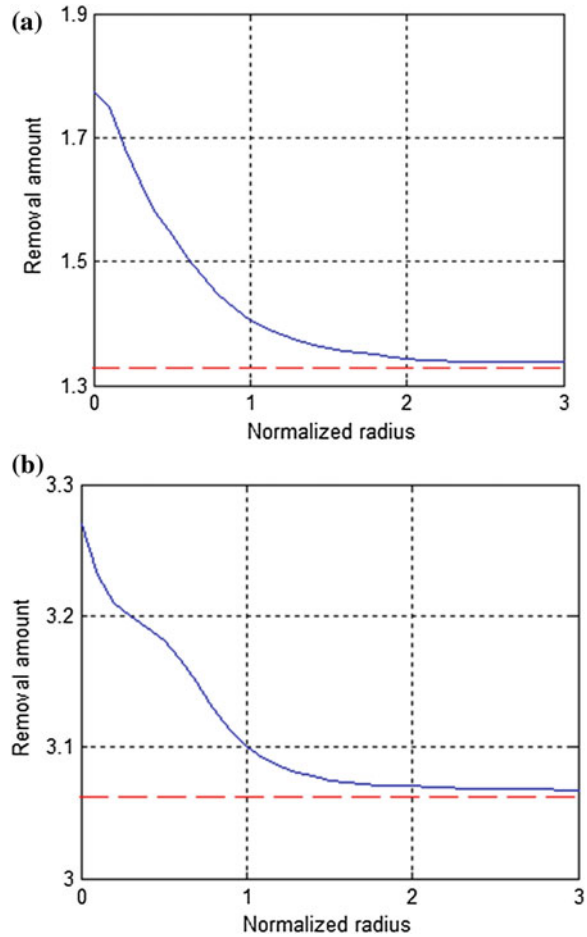 (a)
1.9
1.7
1.5
1.3
Removal amount
0 1 2 3
Normalized radius
(b)
3.3
3.2
3.1
3
Removal amount
0 1 2 3
Normalized radius